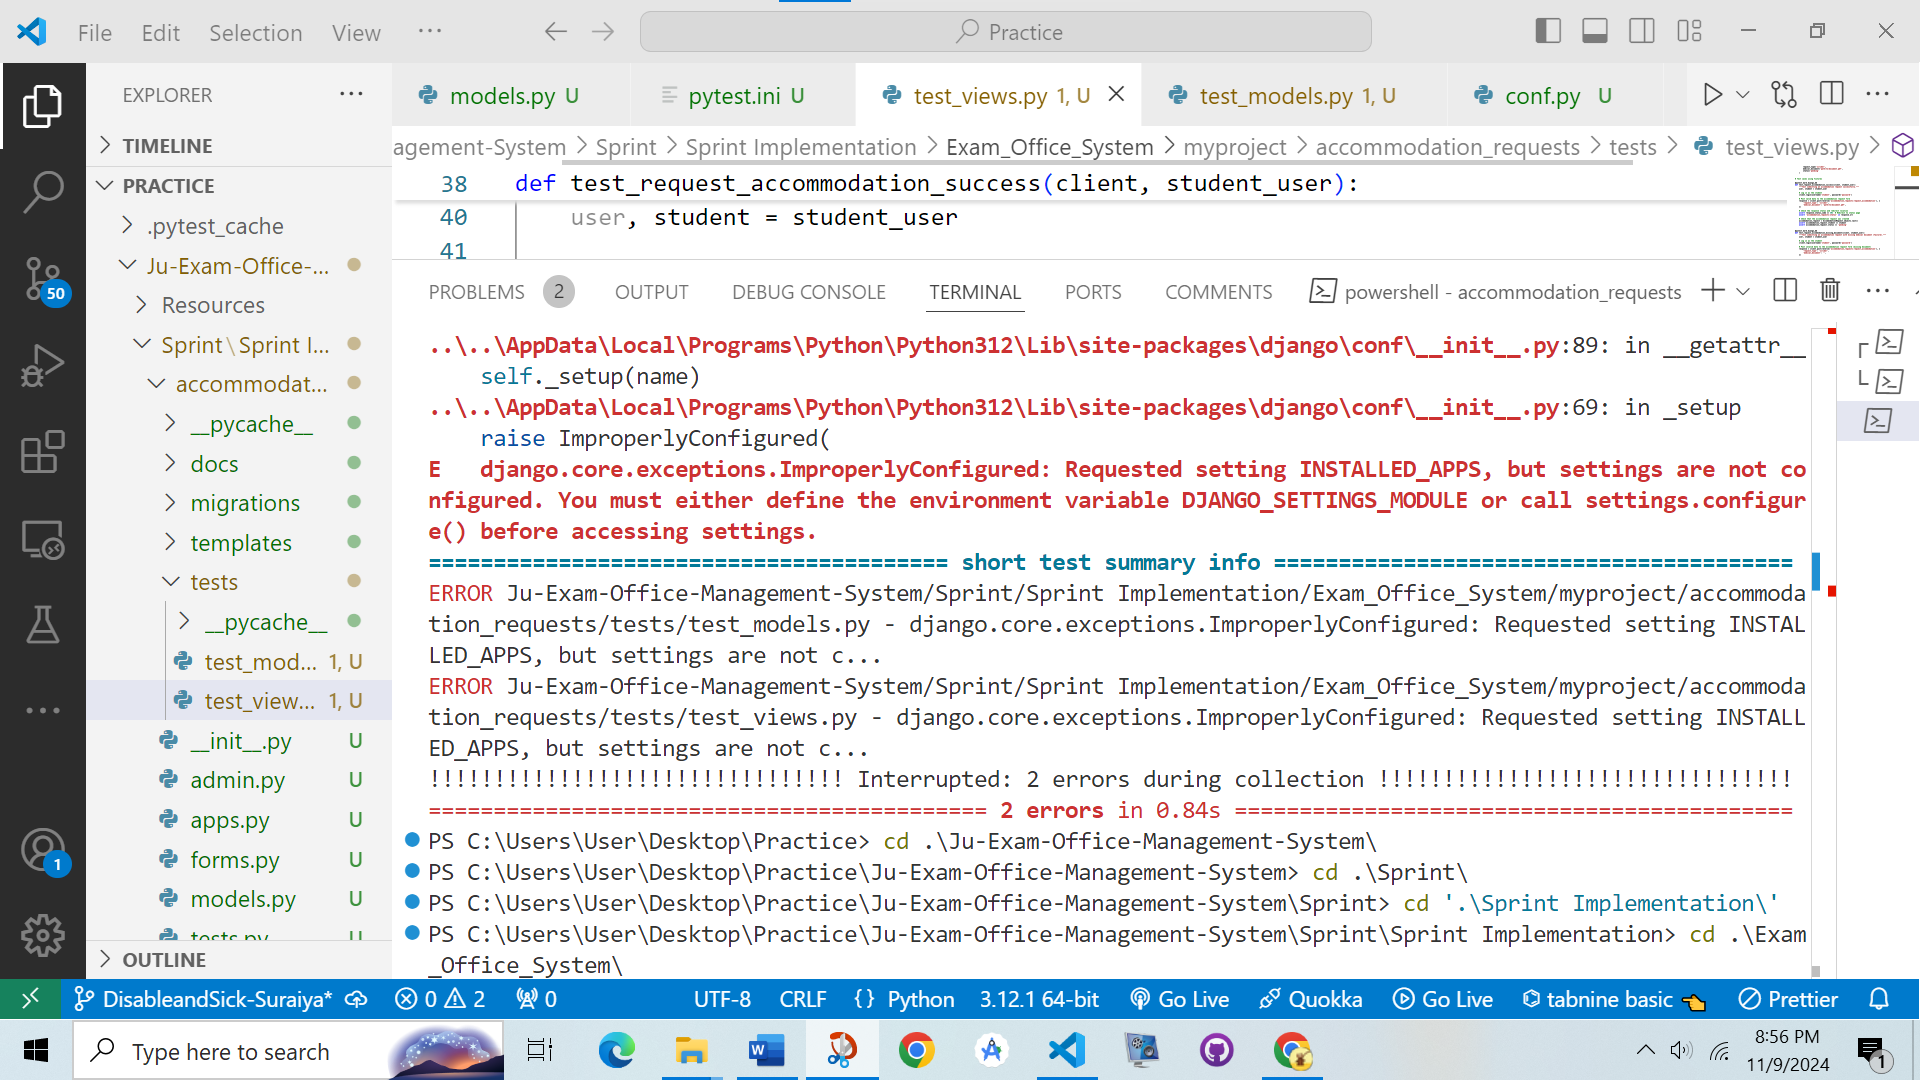 File Edit Selection View ··· Practice
EXPLORER ···
TIMELINE
PRACTICE
.pytest_cache
Ju-Exam-Office-...
Resources
Sprint\Sprint I...
accommodat...
__pycache__
docs
migrations
templates
tests
__pycache__
test_mod... 1, U
test_view... 1, U
__init__.py U
admin.py U
apps.py U
forms.py U
models.py U
tests.py U
OUTLINE
50
1
models.py U pytest.ini U test_views.py 1, U test_models.py 1, U conf.py U
agement-System > Sprint > Sprint Implementation > Exam_Office_System > myproject > accommodation_requests > tests > test_views.py >
38 def test_request_accommodation_success(client, student_user):
40 user, student = student_user
41
PROBLEMS 2 OUTPUT DEBUG CONSOLE TERMINAL PORTS COMMENTS powershell - accommodation_requests
..\..\AppData\Local\Programs\Python\Python312\Lib\site-packages\django\conf\__init__.py:89: in __getattr__
self._setup(name)
..\..\AppData\Local\Programs\Python\Python312\Lib\site-packages\django\conf\__init__.py:69: in _setup
raise ImproperlyConfigured(
E django.core.exceptions.ImproperlyConfigured: Requested setting INSTALLED_APPS, but settings are not co
nfigured. You must either define the environment variable DJANGO_SETTINGS_MODULE or call settings.configur
e() before accessing settings.
======================================== short test summary info ========================================
ERROR Ju-Exam-Office-Management-System/Sprint/Sprint Implementation/Exam_Office_System/myproject/accommoda
tion_requests/tests/test_models.py - django.core.exceptions.ImproperlyConfigured: Requested setting INSTAL
LED_APPS, but settings are not c...
ERROR Ju-Exam-Office-Management-System/Sprint/Sprint Implementation/Exam_Office_System/myproject/accommoda
tion_requests/tests/test_views.py - django.core.exceptions.ImproperlyConfigured: Requested setting INSTALL
ED_APPS, but settings are not c...
!!!!!!!!!!!!!!!!!!!!!!!!!!!!!!!! Interrupted: 2 errors during collection !!!!!!!!!!!!!!!!!!!!!!!!!!!!!!!!
=========================================== 2 errors in 0.84s ===========================================
PS C:\Users\User\Desktop\Practice> cd .\Ju-Exam-Office-Management-System\
PS C:\Users\User\Desktop\Practice\Ju-Exam-Office-Management-System> cd .\Sprint\
PS C:\Users\User\Desktop\Practice\Ju-Exam-Office-Management-System\Sprint> cd '.\Sprint Implementation\'
PS C:\Users\User\Desktop\Practice\Ju-Exam-Office-Management-System\Sprint\Sprint Implementation> cd .\Exam
_Office_System\
DisableandSick-Suraiya* 0 2 0 UTF-8 CRLF {} Python 3.12.1 64-bit Go Live Quokka Go Live tabnine basic Prettier
Type here to search
8:56 PM
11/9/2024
1